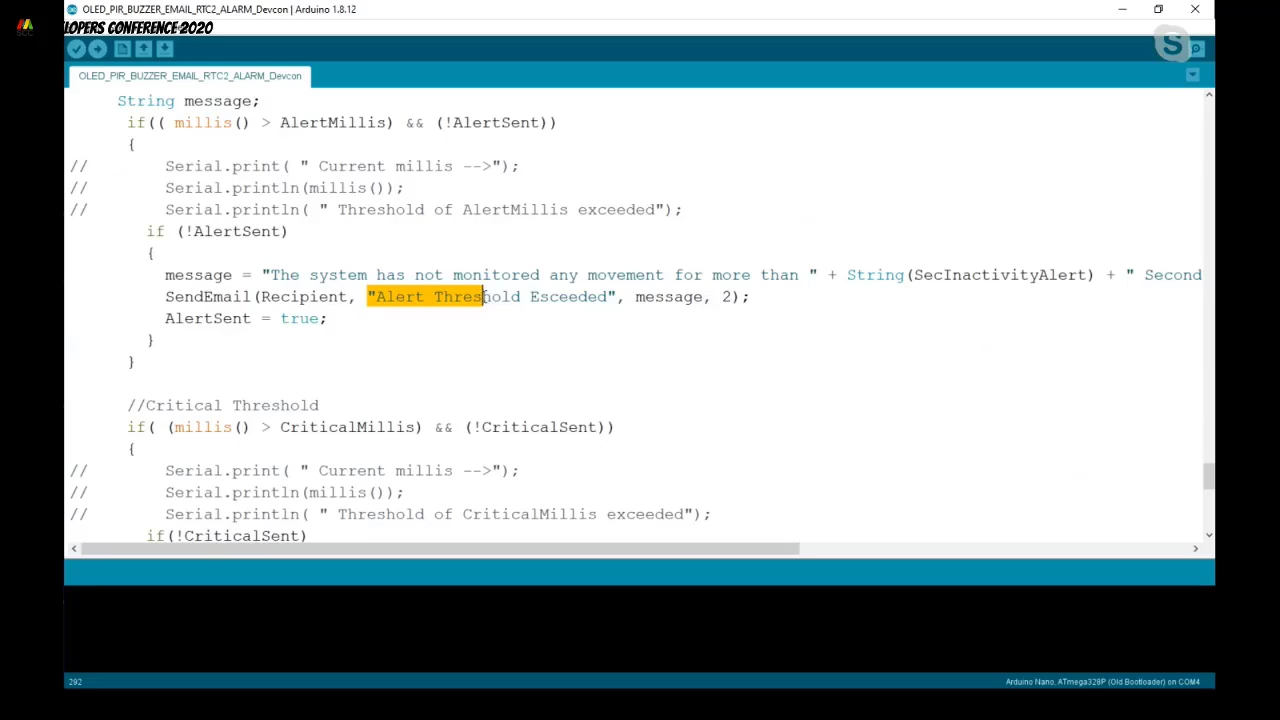 OLED_PIR_BUZZER_EMAIL_RTC2_ALARM_Devcon | Arduino 1.8.12
ELOPERS CONFERENCE 2020
SCC
S
OLED_PIR_BUZZER_EMAIL_RTC2_ALARM_Devcon
String message;
if(( millis() > AlertMillis) && (!AlertSent))
{
// Serial.print( " Current millis -->");
// Serial.println(millis());
// Serial.println( " Threshold of AlertMillis exceeded");
if (!AlertSent)
{
message = "The system has not monitored any movement for more than " + String(SecInactivityAlert) + " Second
SendEmail(Recipient, "Alert Threshold Esceeded", message, 2);
AlertSent = true;
}
}
//Critical Threshold
if( (millis() > CriticalMillis) && (!CriticalSent))
{
// Serial.print( " Current millis -->");
// Serial.println(millis());
// Serial.println( " Threshold of CriticalMillis exceeded");
if(!CriticalSent)
292
Arduino Nano, ATmega328P (Old Bootloader) on COM4